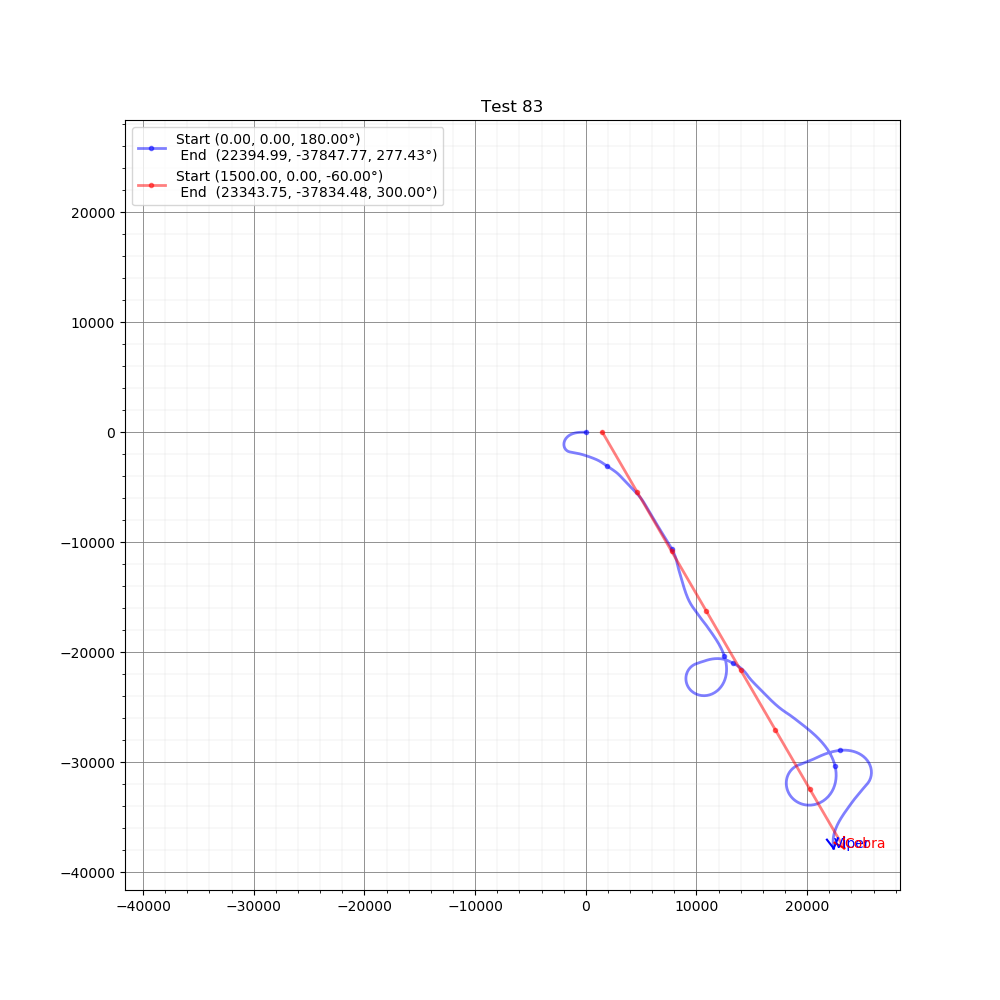 Test 83
Start (0.00, 0.00, 180.00°)
End  (22394.99, -37847.77, 277.43°)
Start (1500.00, 0.00, -60.00°)
End  (23343.75, -37834.48, 300.00°)
20000
10000
0
−10000
−20000
−30000
−40000
Viper
Cobra
−40000
−30000
−20000
−10000
0
10000
20000